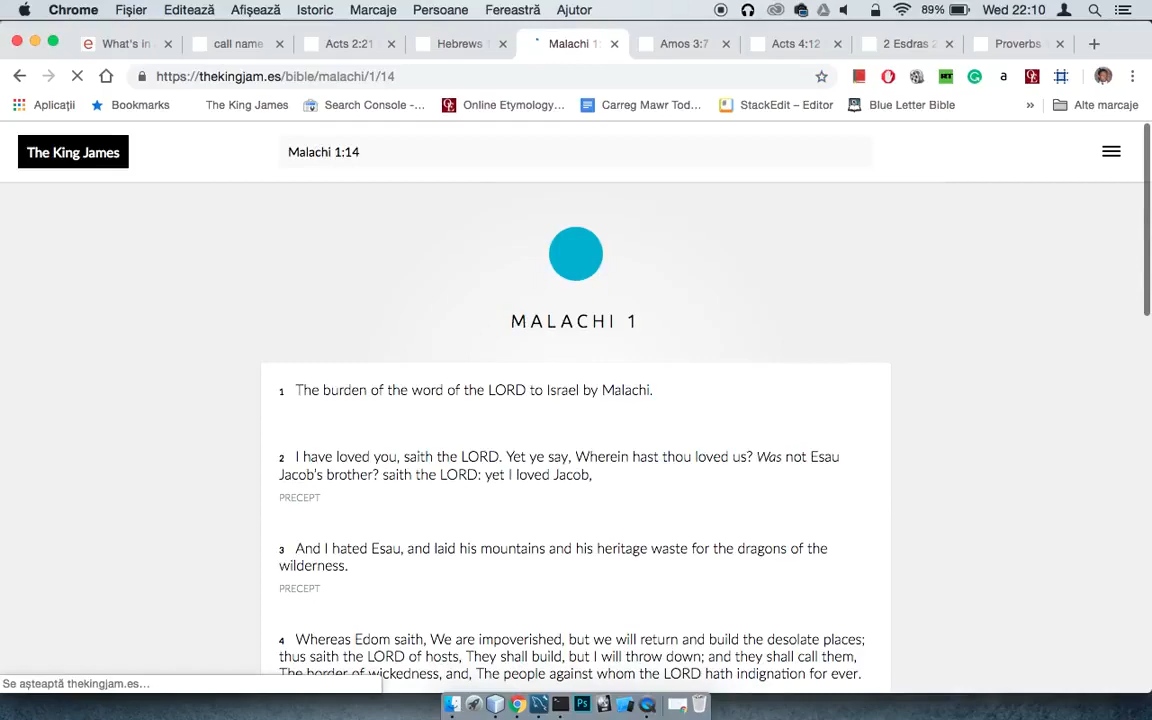 Chrome Fișier Editează Afișează Istoric Marcaje Persoane Fereastră Ajutor 89% Wed 22:10
What's in call name Acts 2:21 Hebrews 1 Malachi 1: Amos 3:7 Acts 4:12 2 Esdras 2 Proverbs
https://thekingjam.es/bible/malachi/1/14
Aplicații Bookmarks The King James Search Console -... Online Etymology... Carreg Mawr Tod... StackEdit – Editor Blue Letter Bible » Alte marcaje
The King James Malachi 1:14
MALACHI 1
1 The burden of the word of the LORD to Israel by Malachi.
2 I have loved you, saith the LORD. Yet ye say, Wherein hast thou loved us? Was not Esau
Jacob's brother? saith the LORD: yet I loved Jacob,
PRECEPT
3 And I hated Esau, and laid his mountains and his heritage waste for the dragons of the
wilderness.
PRECEPT
4 Whereas Edom saith, We are impoverished, but we will return and build the desolate places;
thus saith the LORD of hosts, They shall build, but I will throw down; and they shall call them,
The border of wickedness, and, The people against whom the LORD hath indignation for ever.
Se așteaptă thekingjam.es...